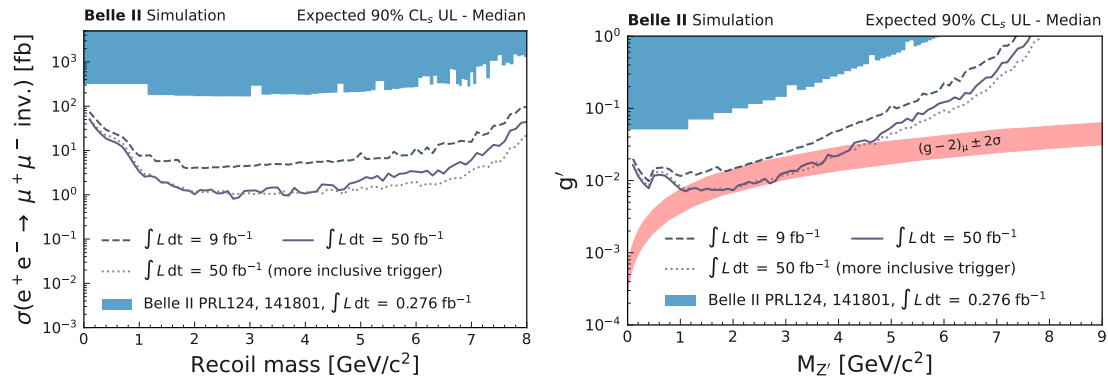 Belle II Simulation Expected 90% CLₛ UL - Median
σ(e⁺ e⁻ → μ⁺ μ⁻ inv.) [fb]
10³
10²
10¹
10⁰
10⁻¹
10⁻²
10⁻³
∫ L dt = 9 fb⁻¹ ∫ L dt = 50 fb⁻¹
∫ L dt = 50 fb⁻¹ (more inclusive trigger)
Belle II PRL124, 141801, ∫ L dt = 0.276 fb⁻¹
0 1 2 3 4 5 6 7 8
Recoil mass [GeV/c²]
Belle II Simulation Expected 90% CLₛ UL - Median
g′
10⁰
10⁻¹
10⁻²
10⁻³
10⁻⁴
(g − 2)μ ± 2σ
∫ L dt = 9 fb⁻¹ ∫ L dt = 50 fb⁻¹
∫ L dt = 50 fb⁻¹ (more inclusive trigger)
Belle II PRL124, 141801, ∫ L dt = 0.276 fb⁻¹
0 1 2 3 4 5 6 7 8 9
M_Z′ [GeV/c²]